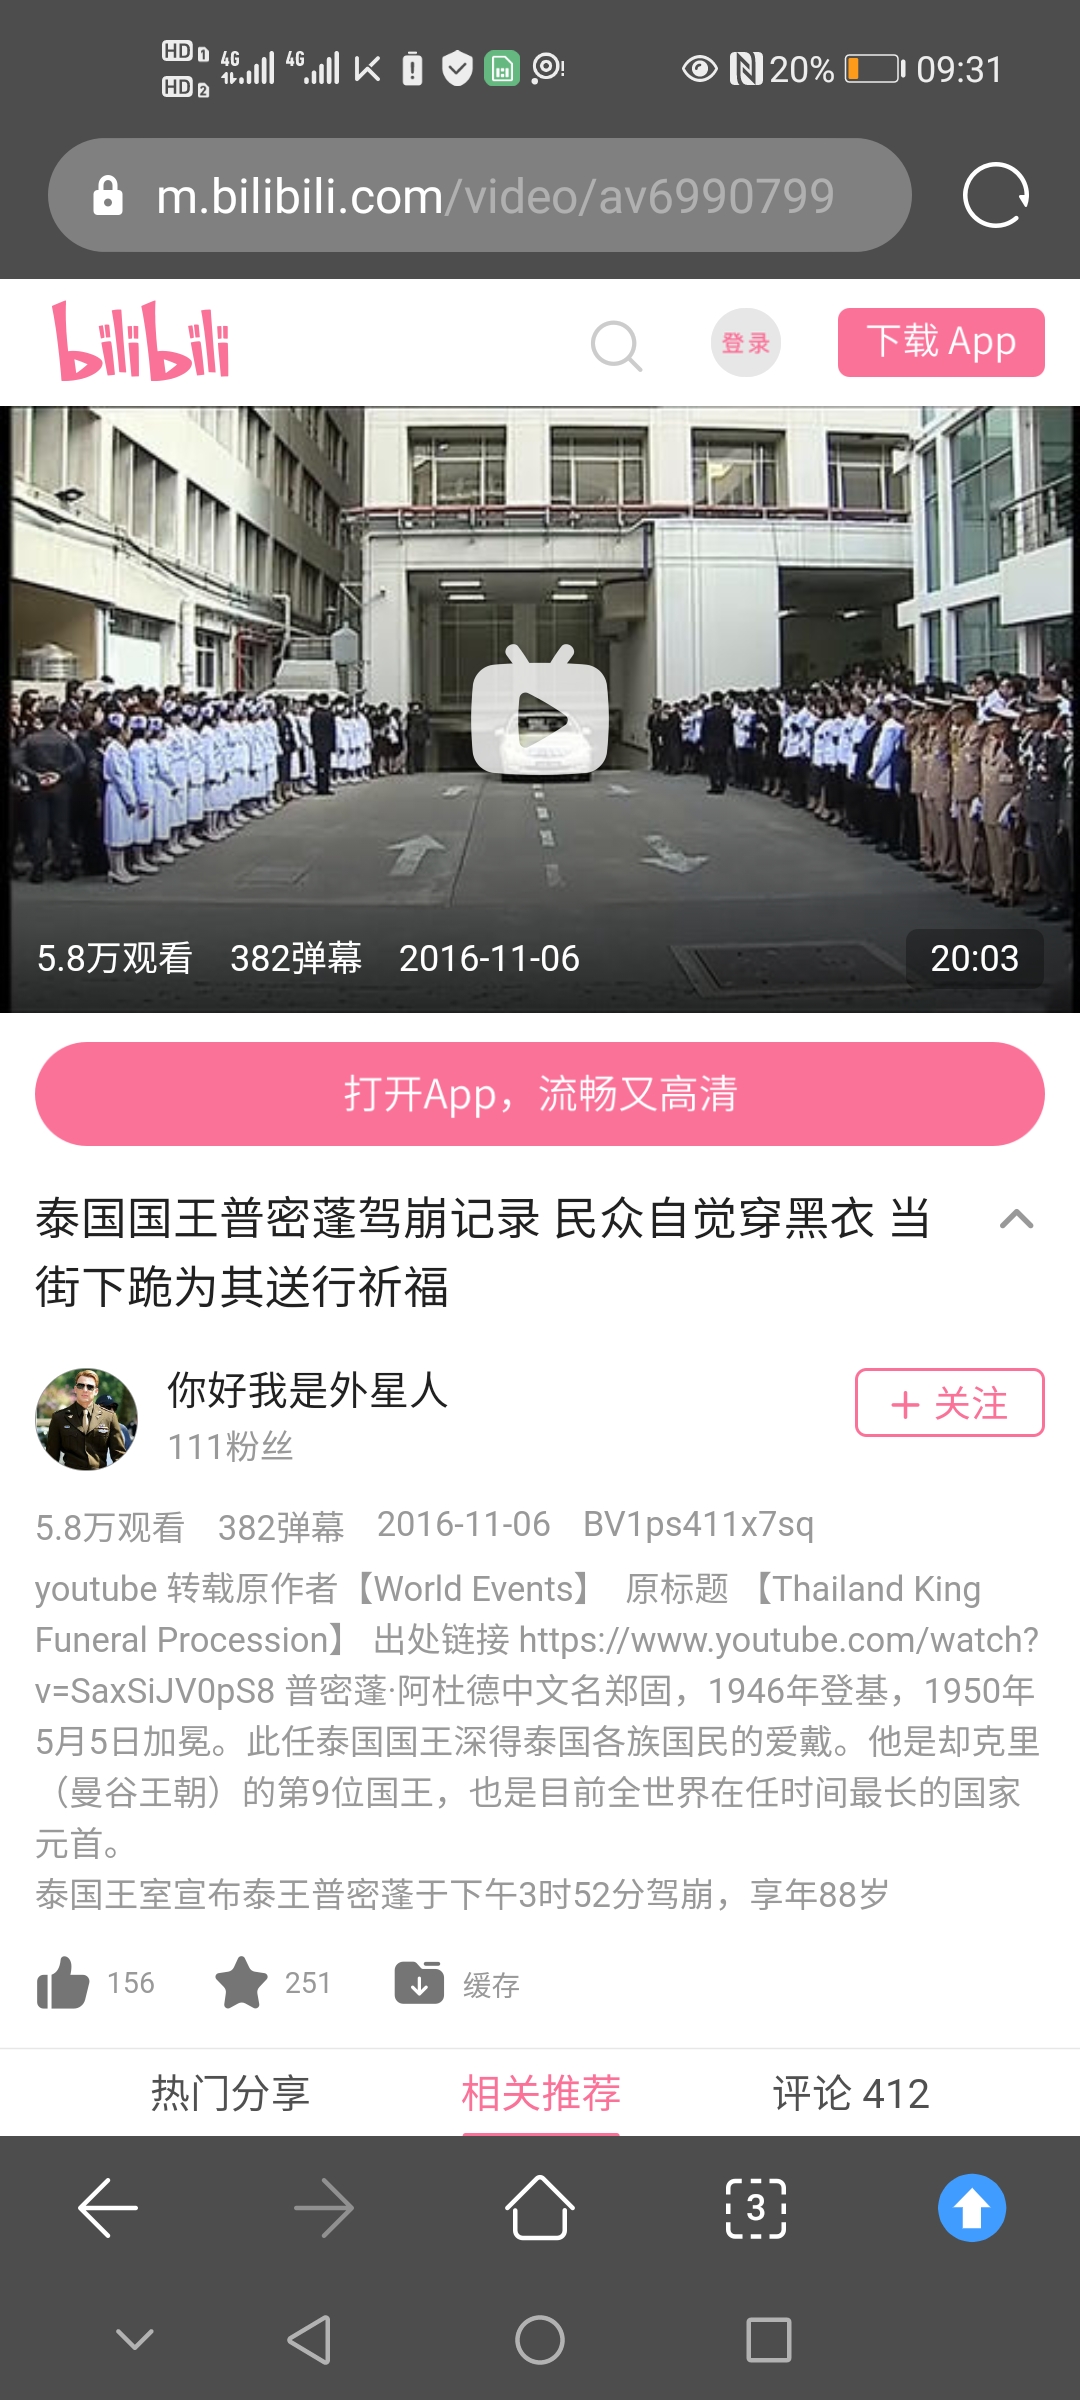 HD 1 4G 4G 20% 09:31
HD 2
m.bilibili.com/video/av6990799
bilibili 登录 下载 App
5.8万观看 382弹幕 2016-11-06 20:03
打开App，流畅又高清
泰国国王普密蓬驾崩记录 民众自觉穿黑衣 当
街下跪为其送行祈福
你好我是外星人
111粉丝
+ 关注
5.8万观看 382弹幕 2016-11-06 BV1ps411x7sq
youtube 转载原作者【World Events】 原标题 【Thailand King
Funeral Procession】 出处链接 https://www.youtube.com/watch?
v=SaxSiJV0pS8 普密蓬·阿杜德中文名郑固，1946年登基，1950年
5月5日加冕。此任泰国国王深得泰国各族国民的爱戴。他是却克里
（曼谷王朝）的第9位国王，也是目前全世界在任时间最长的国家
元首。
泰国王室宣布泰王普密蓬于下午3时52分驾崩，享年88岁
156 251 缓存
热门分享 相关推荐 评论 412
3